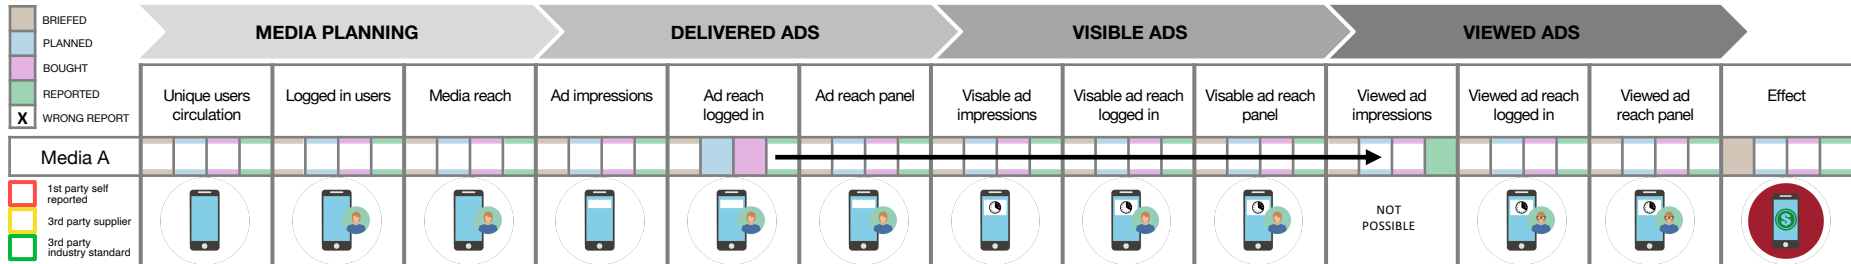 BRIEFED
PLANNED
BOUGHT
REPORTED
X WRONG REPORT
MEDIA PLANNING
DELIVERED ADS
VISIBLE ADS
VIEWED ADS
Unique users
circulation
Logged in users
Media reach
Ad impressions
Ad reach
logged in
Ad reach panel
Visable ad
impressions
Visable ad reach
logged in
Visable ad reach
panel
Viewed ad
impressions
Viewed ad reach
logged in
Viewed ad
reach panel
Effect
Media A
1st party self
reported
3rd party supplier
3rd party
industry standard
NOT
POSSIBLE
$